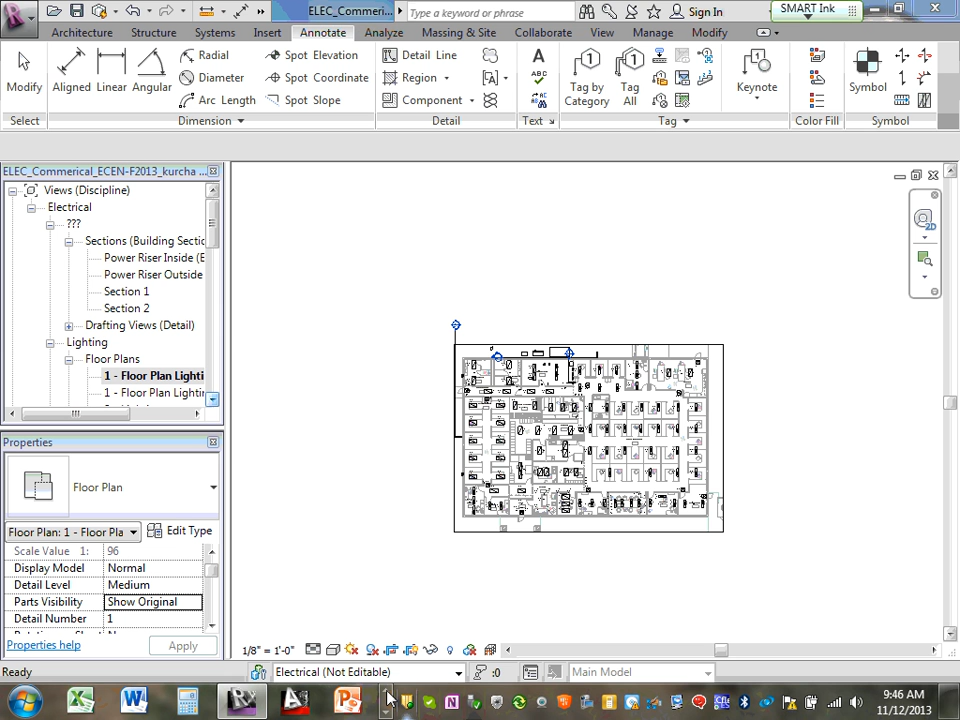 ELEC_Commeri...
Type a keyword or phrase
Sign In
SMART Ink
Architecture
Structure
Systems
Insert
Annotate
Analyze
Massing & Site
Collaborate
View
Manage
Modify
Modify
Aligned
Linear
Angular
Radial
Diameter
Arc Length
Spot Elevation
Spot Coordinate
Spot Slope
Detail Line
Region
Component
Tag by
Category
Tag
All
Keynote
Symbol
Select
Dimension
Detail
Text
Tag
Color Fill
Symbol
ELEC_Commerical_ECEN-F2013_kurcha
Views (Discipline)
Electrical
???
Sections (Building Sectic
Power Riser Inside (E
Power Riser Outside
Section 1
Section 2
Drafting Views (Detail)
Lighting
Floor Plans
1 - Floor Plan Lighti
1 - Floor Plan Lightin
2D
Properties
Floor Plan
Floor Plan: 1 - Floor Pla
Edit Type
Scale Value 1:
96
Display Model
Normal
Detail Level
Medium
Parts Visibility
Show Original
Detail Number
1
Properties help
Apply
1/8" = 1'-0"
Ready
Electrical (Not Editable)
:0
Main Model
9:46 AM
11/12/2013